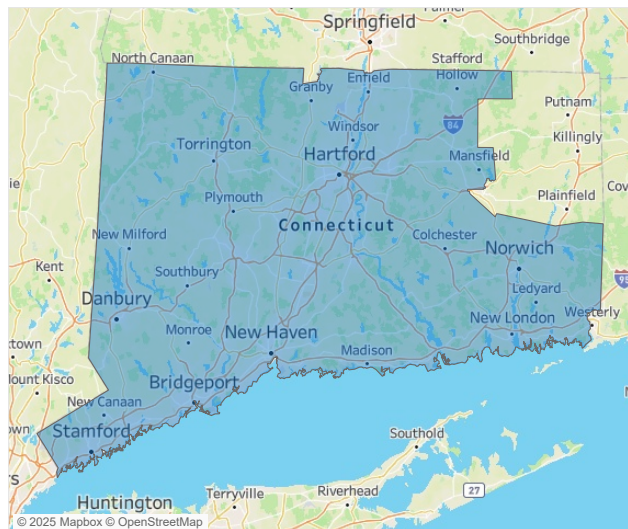 Springfield
Palmer
Southbridge
North Canaan
Stafford
Hollow
Enfield
Granby
Putnam
Windsor
84
Killingly
Torrington
Hartford
Mansfield
Plymouth
Plainfield
Connecticut
New Milford
Colchester
Norwich
Kent
Southbury
95
Danbury
Ledyard
Monroe
New London
Westerly
New Haven
Madison
Mount Kisco
Bridgeport
New Canaan
Stamford
Southold
Huntington
Terryville
Riverhead
27
© 2025 Mapbox © OpenStreetMap